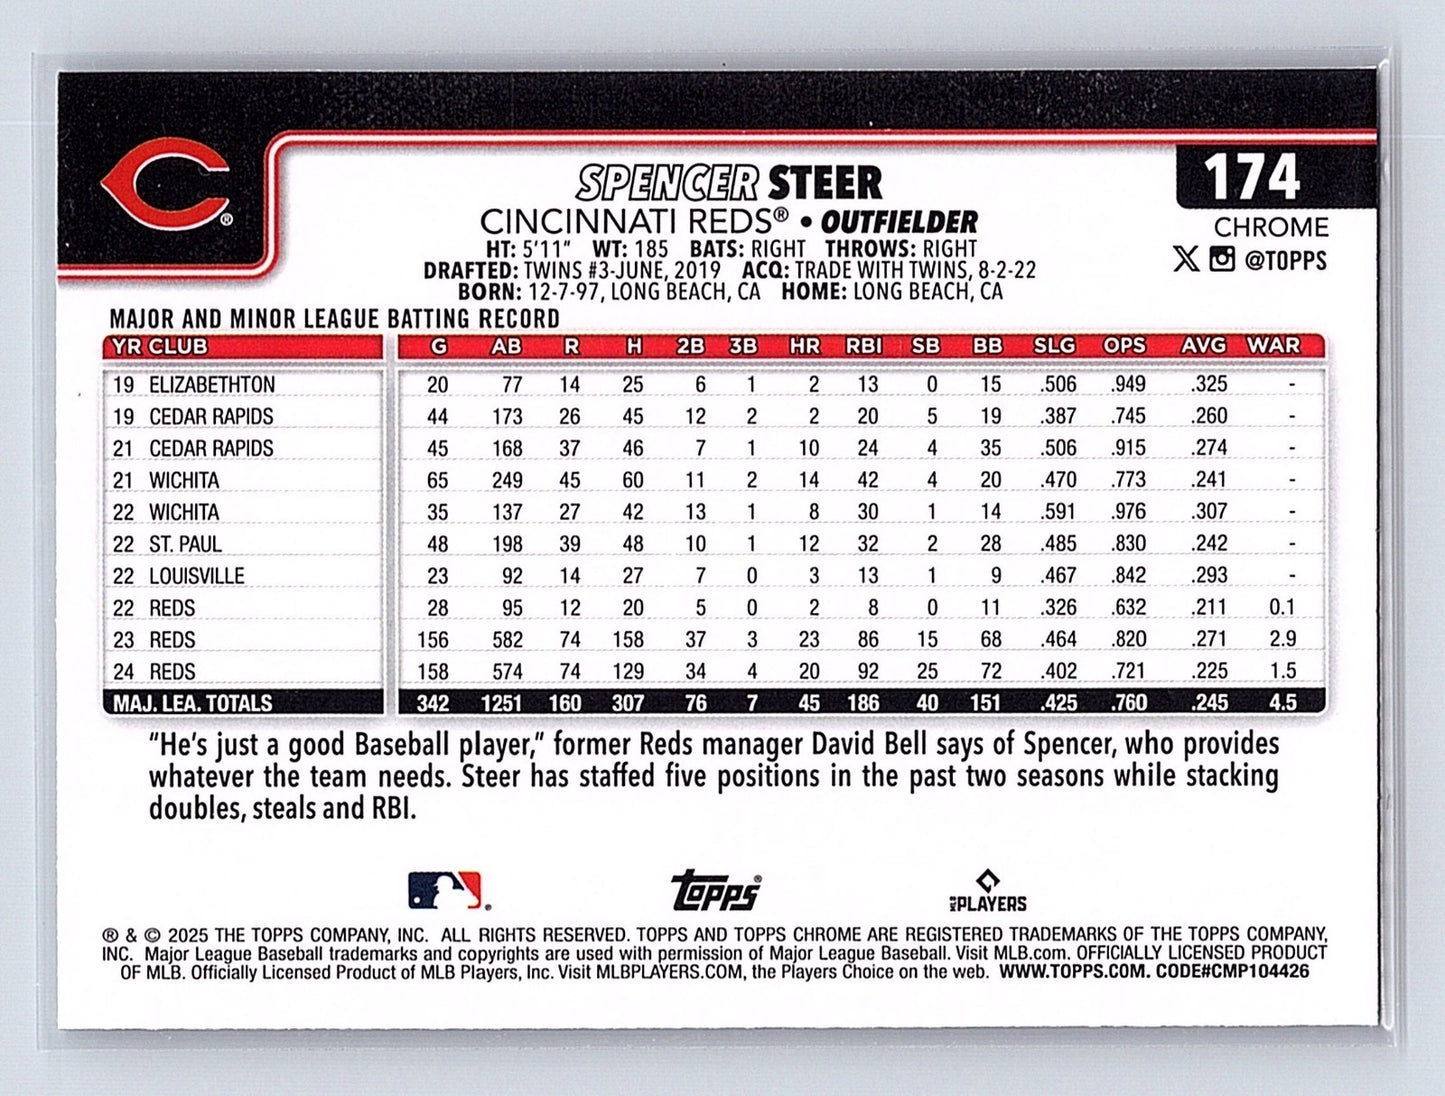 174
SPENCER STEER
CINCINNATI REDS® • OUTFIELDER
CHROME
HT: 5'11" WT: 185 BATS: RIGHT THROWS: RIGHT
@TOPPS
DRAFTED: TWINS #3-JUNE, 2019 ACQ: TRADE WITH TWINS, 8-2-22
BORN: 12-7-97, LONG BEACH, CA HOME: LONG BEACH, CA
MAJOR AND MINOR LEAGUE BATTING RECORD
YR CLUB G AB R H 2B 3B HR RBI SB BB SLG OPS AVG WAR
19 ELIZABETHTON 20 77 14 25 6 1 2 13 0 15 .506 .949 .325 -
19 CEDAR RAPIDS 44 173 26 45 12 2 2 20 5 19 .387 .745 .260 -
21 CEDAR RAPIDS 45 168 37 46 7 1 10 24 4 35 .506 .915 .274 -
21 WICHITA 65 249 45 60 11 2 14 42 4 20 .470 .773 .241 -
22 WICHITA 35 137 27 42 13 1 8 30 1 14 .591 .976 .307 -
22 ST. PAUL 48 198 39 48 10 1 12 32 2 28 .485 .830 .242 -
22 LOUISVILLE 23 92 14 27 7 0 3 13 1 9 .467 .842 .293 -
22 REDS 28 95 12 20 5 0 2 8 0 11 .326 .632 .211 0.1
23 REDS 156 582 74 158 37 3 23 86 15 68 .464 .820 .271 2.9
24 REDS 158 574 74 129 34 4 20 92 25 72 .402 .721 .225 1.5
MAJ. LEA. TOTALS 342 1251 160 307 76 7 45 186 40 151 .425 .760 .245 4.5
"He's just a good Baseball player," former Reds manager David Bell says of Spencer, who provides
whatever the team needs. Steer has staffed five positions in the past two seasons while stacking
doubles, steals and RBI.
Topps® MLB PLAYERS
® & © 2025 THE TOPPS COMPANY, INC. ALL RIGHTS RESERVED. TOPPS AND TOPPS CHROME ARE REGISTERED TRADEMARKS OF THE TOPPS COMPANY,
INC. Major League Baseball trademarks and copyrights are used with permission of Major League Baseball. Visit MLB.com. OFFICIALLY LICENSED PRODUCT
OF MLB. Officially Licensed Product of MLB Players, Inc. Visit MLBPLAYERS.COM, the Players Choice on the web. WWW.TOPPS.COM. CODE#CMP104426